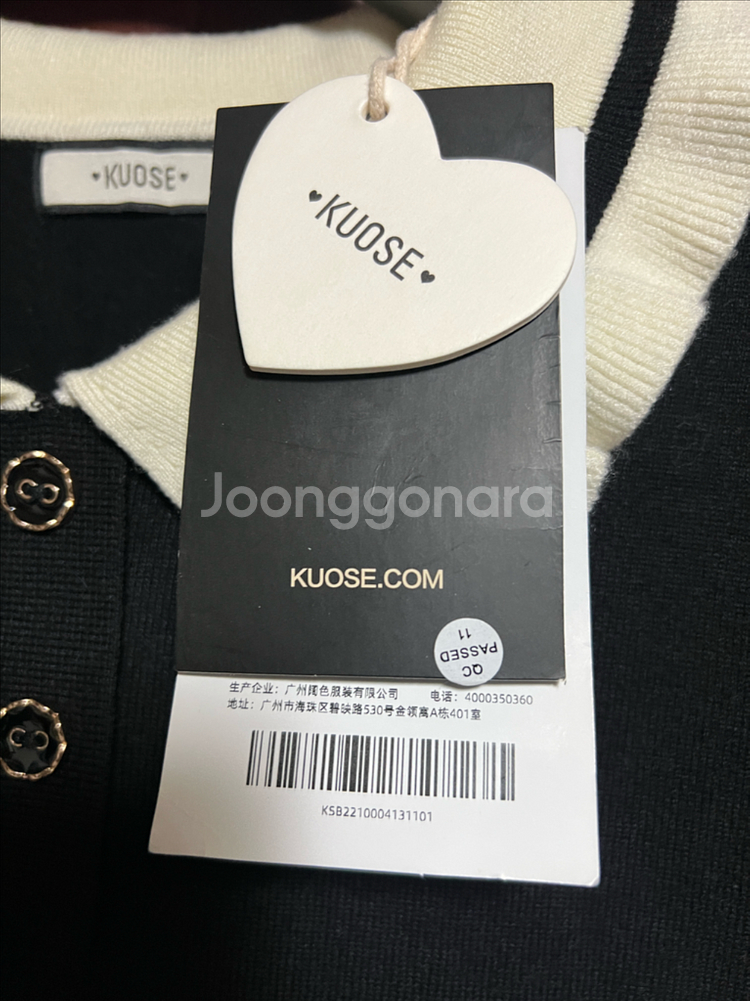 ♥KUOSE♥
♥KUOSE♥
Joonggonara
KUOSE.COM
QC
PASSED
11
生产企业：广州阔色服装有限公司 电话：4000350360
地址：广州市海珠区碧映路530号金领寓A栋401室
KSB2210004131101